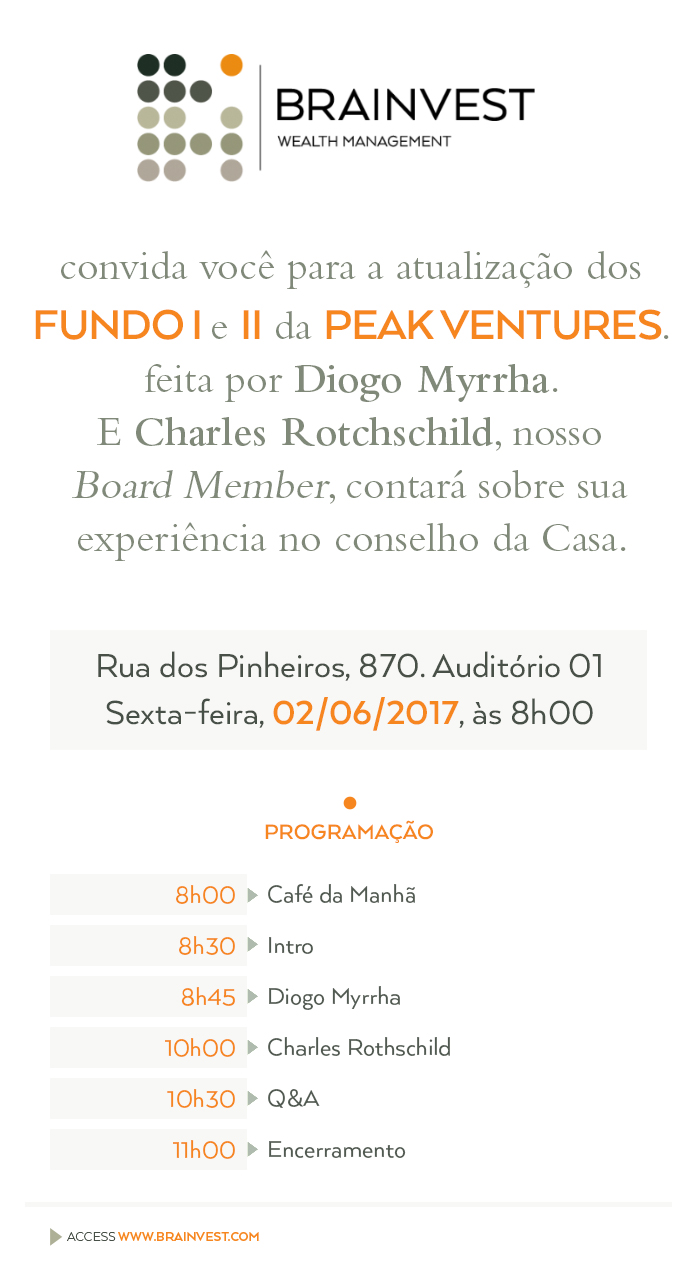 BRAINVEST
WEALTH MANAGEMENT
convida você para a atualização dos
FUNDO I e II da PEAK VENTURES.
feita por Diogo Myrrha.
E Charles Rotchschild, nosso
Board Member, contará sobre sua
experiência no conselho da Casa.
Rua dos Pinheiros, 870. Auditório 01
Sexta-feira, 02/06/2017, às 8h00
PROGRAMAÇÃO
8h00 Café da Manhã
8h30 Intro
8h45 Diogo Myrrha
10h00 Charles Rothschild
10h30 Q&A
11h00 Encerramento
ACCESS WWW.BRAINVEST.COM